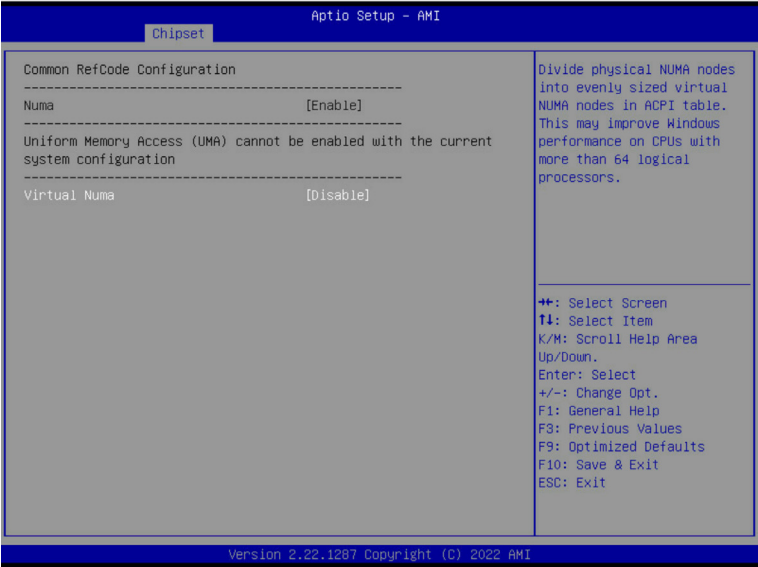 Aptio Setup – AMI
Chipset
Common RefCode Configuration
--------------------------------------------------
Numa [Enable]
--------------------------------------------------
Uniform Memory Access (UMA) cannot be enabled with the current
system configuration
--------------------------------------------------
Virtual Numa [Disable]
Divide physical NUMA nodes
into evenly sized virtual
NUMA nodes in ACPI table.
This may improve Windows
performance on CPUs with
more than 64 logical
processors.
→←: Select Screen
↑↓: Select Item
K/M: Scroll Help Area
Up/Down.
Enter: Select
+/-: Change Opt.
F1: General Help
F3: Previous Values
F9: Optimized Defaults
F10: Save & Exit
ESC: Exit
Version 2.22.1287 Copyright (C) 2022 AMI